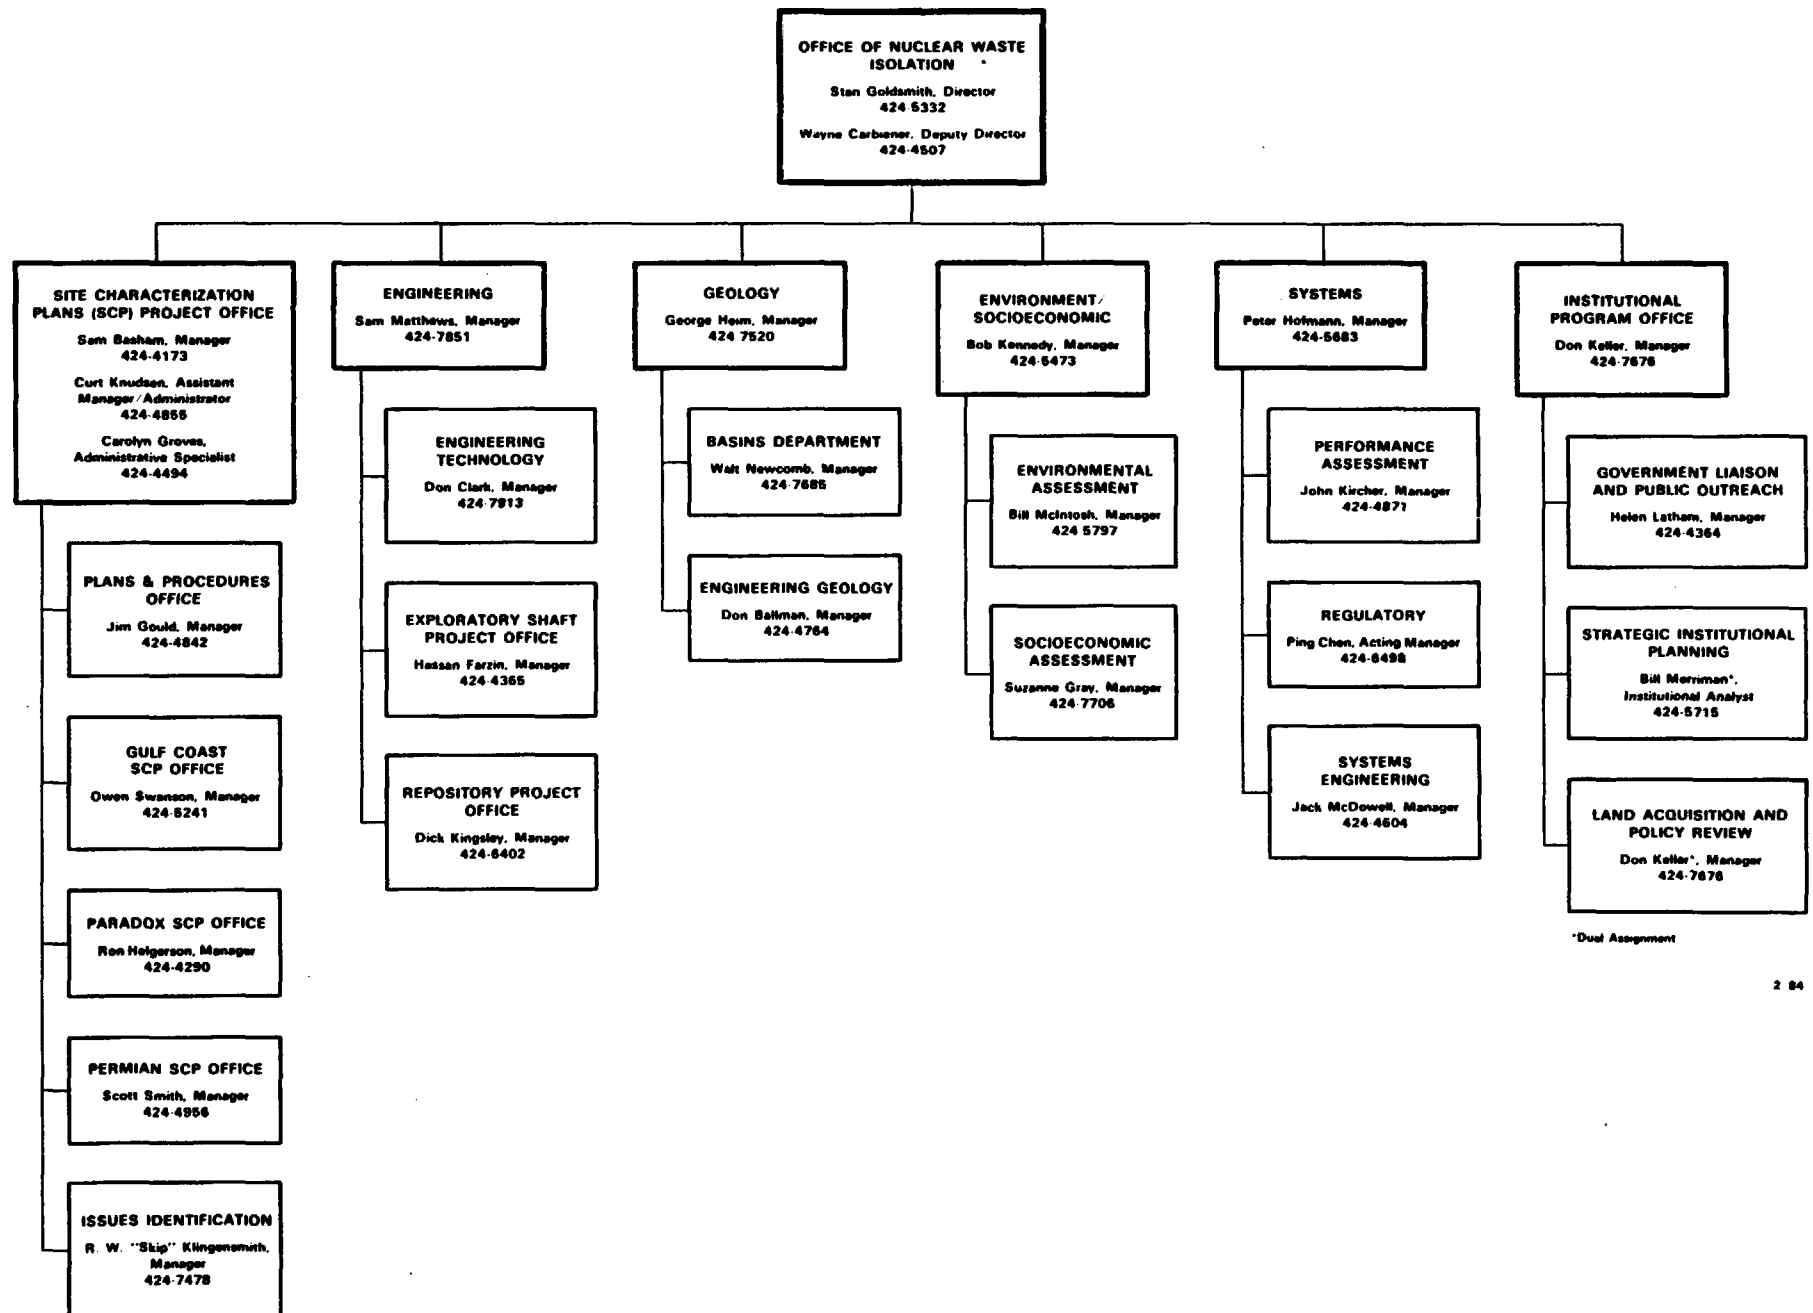 OFFICE OF NUCLEAR WASTE
ISOLATION
Stan Goldsmith, Director
424-5332
Wayne Carbiener, Deputy Director
424-4507
SITE CHARACTERIZATION
PLANS (SCP) PROJECT OFFICE
Sam Basham, Manager
424-4173
Curt Knudsen, Assistant
Manager/Administrator
424-4855
Carolyn Groves,
Administrative Specialist
424-4494
PLANS & PROCEDURES
OFFICE
Jim Gould, Manager
424-4842
GULF COAST
SCP OFFICE
Owen Swanson, Manager
424-5241
PARADOX SCP OFFICE
Ron Helgerson, Manager
424-4290
PERMIAN SCP OFFICE
Scott Smith, Manager
424-4956
ISSUES IDENTIFICATION
R. W. "Skip" Klingensmith,
Manager
424-7478
ENGINEERING
Sam Matthews, Manager
424-7851
ENGINEERING
TECHNOLOGY
Don Clark, Manager
424-7913
EXPLORATORY SHAFT
PROJECT OFFICE
Hassan Farzin, Manager
424-4365
REPOSITORY PROJECT
OFFICE
Dick Kingsley, Manager
424-6402
GEOLOGY
George Heim, Manager
424 7520
BASINS DEPARTMENT
Walt Newcomb, Manager
424-7685
ENGINEERING GEOLOGY
Don Ballman, Manager
424-4764
ENVIRONMENT/
SOCIOECONOMIC
Bob Kennedy, Manager
424-5473
ENVIRONMENTAL
ASSESSMENT
Bill McIntosh, Manager
424 5797
SOCIOECONOMIC
ASSESSMENT
Suzanne Gray, Manager
424-7706
SYSTEMS
Peter Hofmann, Manager
424-5683
PERFORMANCE
ASSESSMENT
John Kircher, Manager
424-4871
REGULATORY
Ping Chen, Acting Manager
424-6498
SYSTEMS
ENGINEERING
Jack McDowell, Manager
424-4604
INSTITUTIONAL
PROGRAM OFFICE
Don Keller, Manager
424-7676
GOVERNMENT LIAISON
AND PUBLIC OUTREACH
Helen Latham, Manager
424-4364
STRATEGIC INSTITUTIONAL
PLANNING
Bill Merriman*,
Institutional Analyst
424-5715
LAND ACQUISITION AND
POLICY REVIEW
Don Keller*, Manager
424-7676
*Dual Assignment
2 84